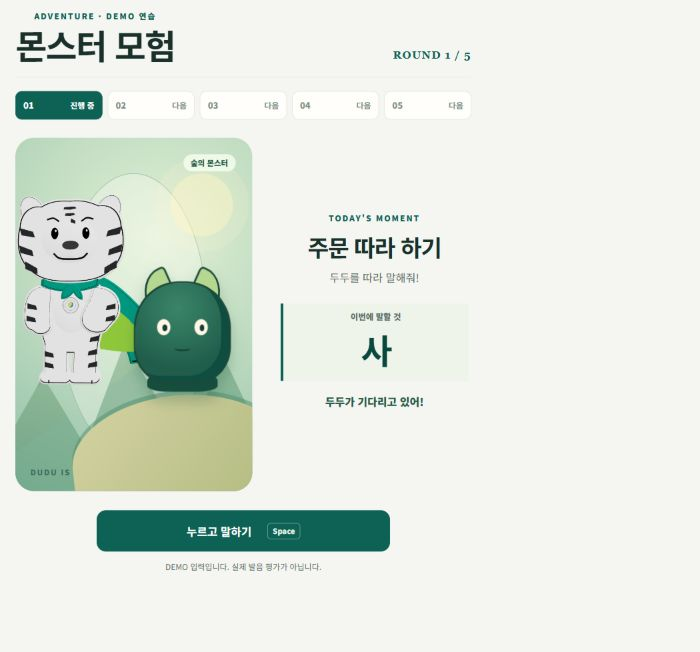 ADVENTURE · DEMO 연습
몬스터 모험
ROUND 1 / 5
01 진행 중
02 다음
03 다음
04 다음
05 다음
숲의 몬스터
DUDU IS
TODAY'S MOMENT
주문 따라 하기
두두를 따라 말해줘!
이번에 말할 것
사
두두가 기다리고 있어!
누르고 말하기 Space
DEMO 입력입니다. 실제 발음 평가가 아닙니다.